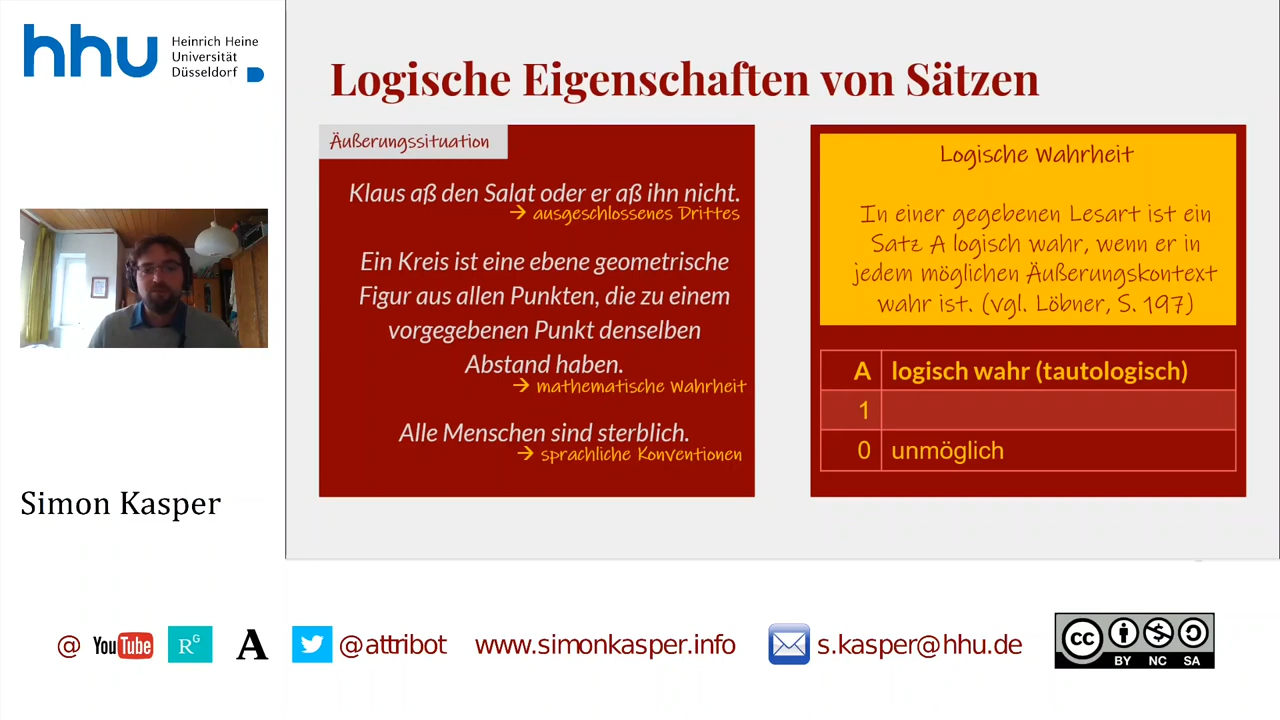 hhu
Heinrich Heine
Universität
Düsseldorf
Logische Eigenschaften von Sätzen
Äußerungssituation
Klaus aß den Salat oder er aß ihn nicht.
→ ausgeschlossenes Drittes
Ein Kreis ist eine ebene geometrische
Figur aus allen Punkten, die zu einem
vorgegebenen Punkt denselben
Abstand haben.
→ mathematische Wahrheit
Alle Menschen sind sterblich.
→ sprachliche Konventionen
Logische Wahrheit
In einer gegebenen Lesart ist ein
Satz A logisch wahr, wenn er in
jedem möglichen Äußerungskontext
wahr ist. (vgl. Löbner, S. 197)
A logisch wahr (tautologisch)
1
0 unmöglich
Simon Kasper
@ YouTube RG A @attribot www.simonkasper.info s.kasper@hhu.de cc
BY NC SA